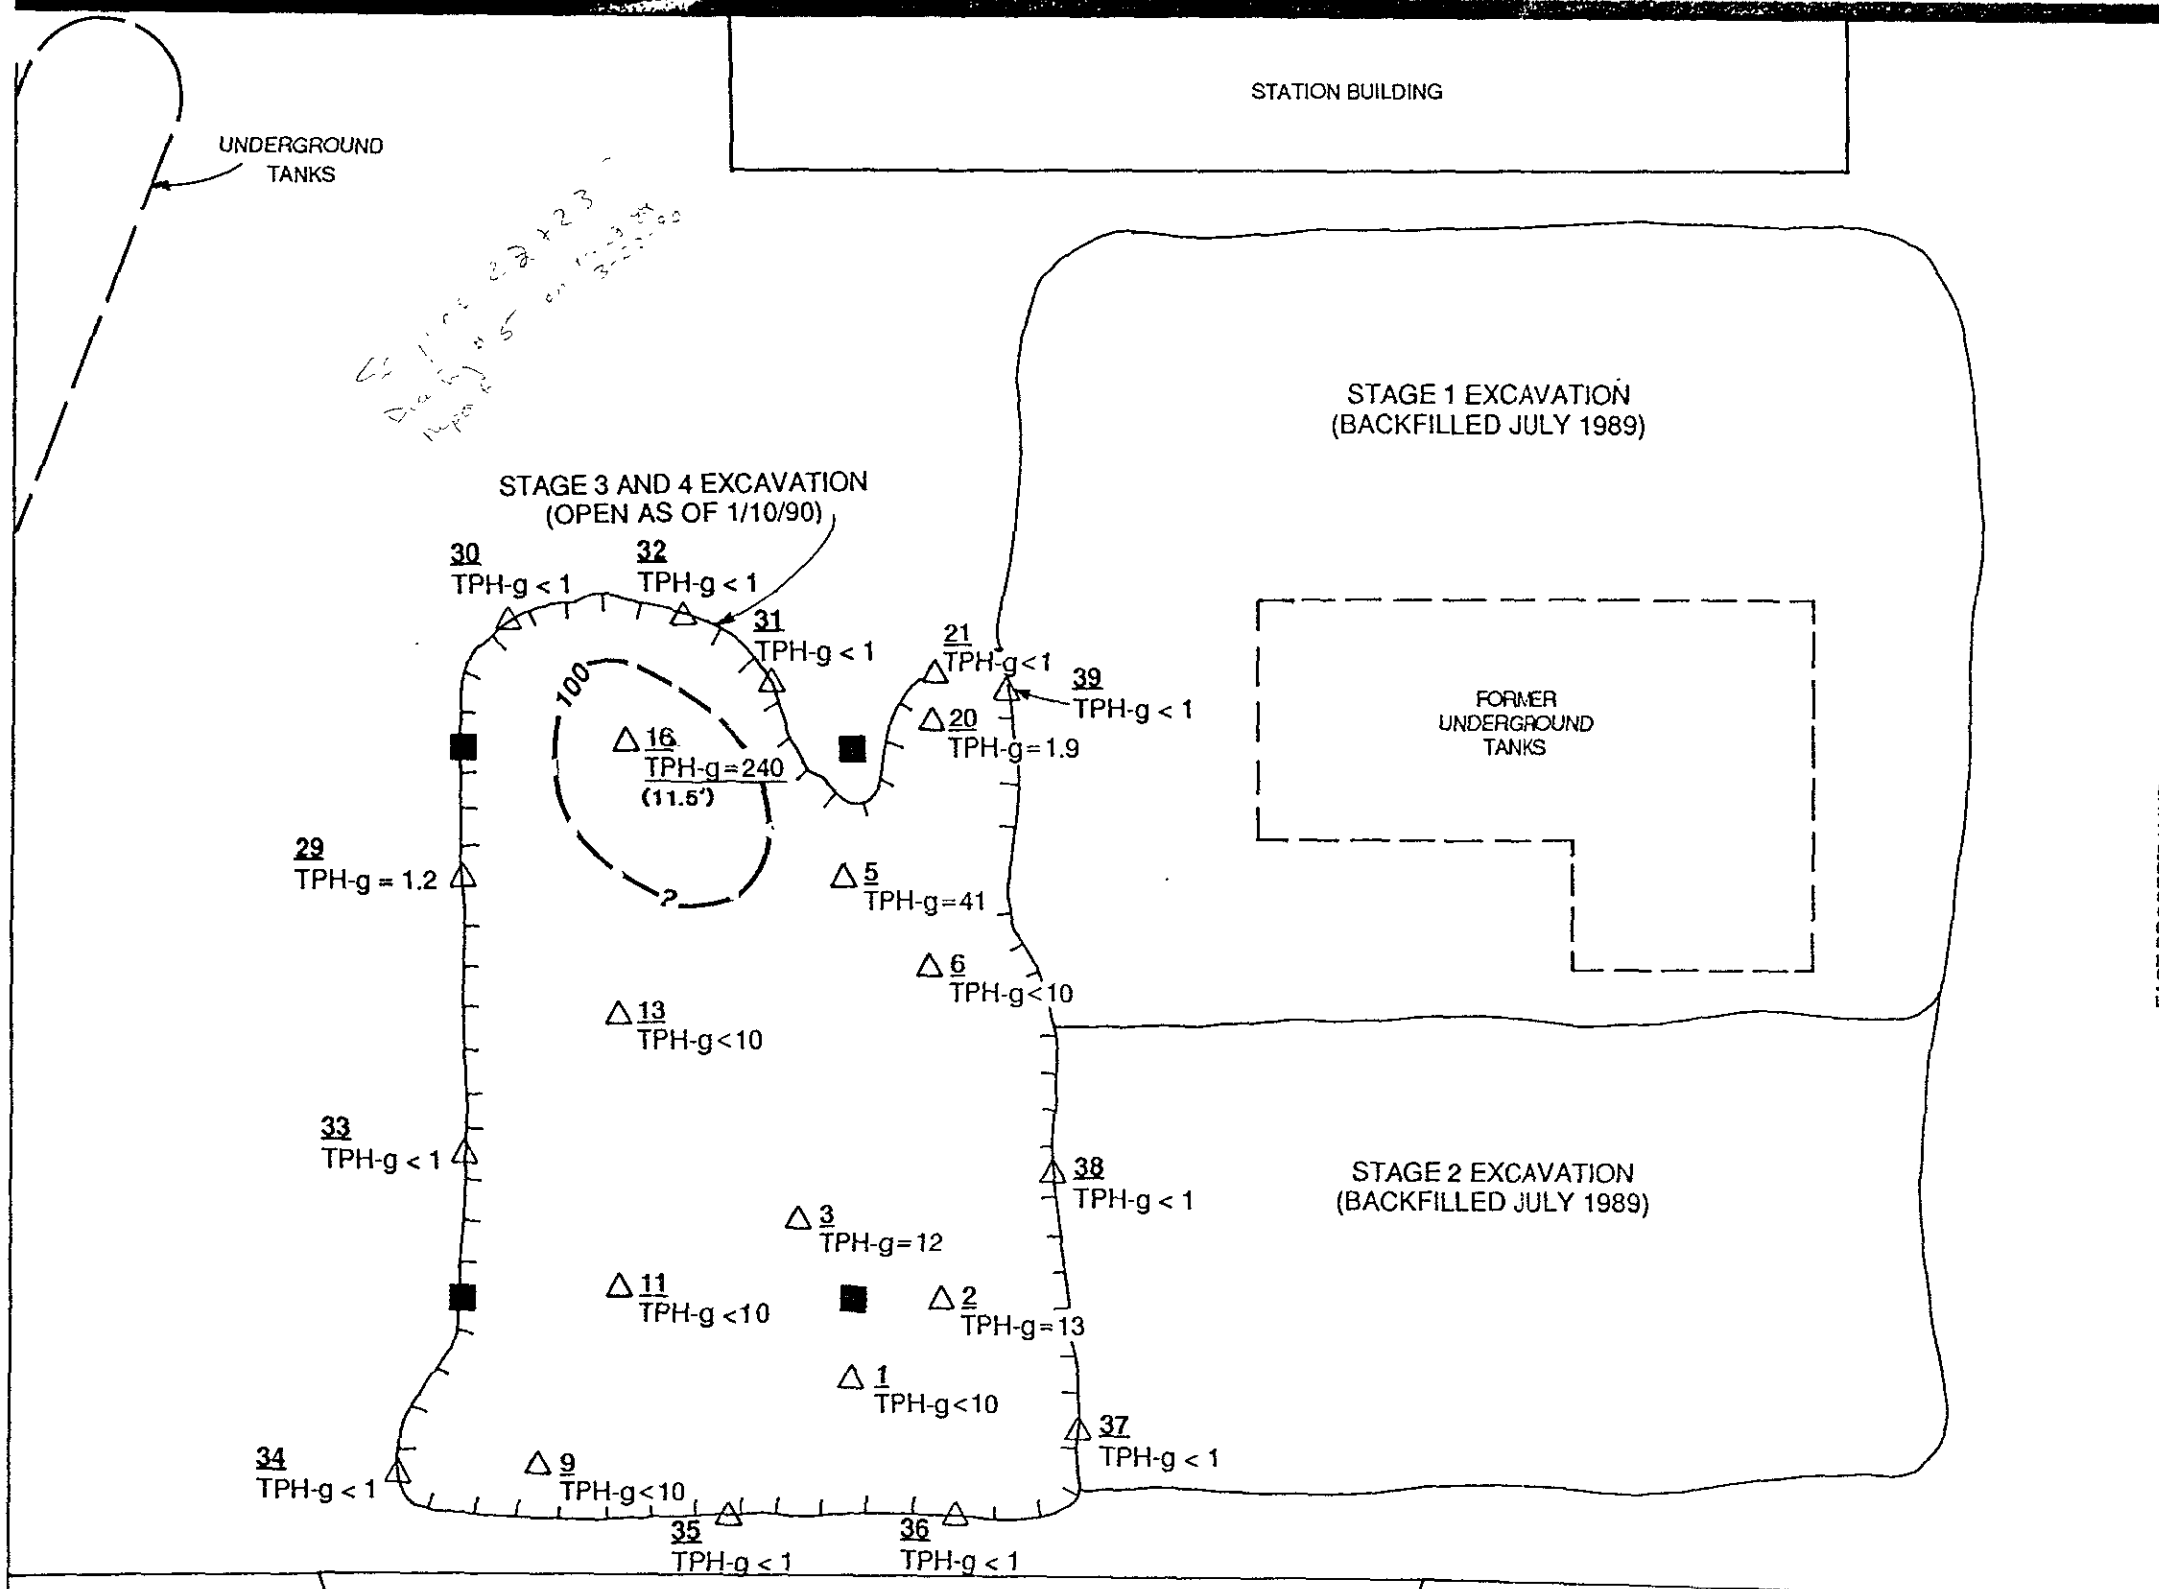 STATION BUILDING
UNDERGROUND
TANKS
22 + 23
STAGE 1 EXCAVATION
(BACKFILLED JULY 1989)
STAGE 3 AND 4 EXCAVATION
(OPEN AS OF 1/10/90)
30
TPH-g < 1
32
TPH-g < 1
31
TPH-g < 1
21
TPH-g<1
39
TPH-g < 1
20
TPH-g=1.9
100
16
TPH-g=240
(11.5')
?
FORMER
UNDERGROUND
TANKS
29
TPH-g = 1.2
5
TPH-g=41
6
TPH-g<10
13
TPH-g<10
33
TPH-g < 1
38
TPH-g < 1
STAGE 2 EXCAVATION
(BACKFILLED JULY 1989)
3
TPH-g=12
11
TPH-g <10
2
TPH-g=13
1
TPH-g<10
37
TPH-g < 1
34
TPH-g < 1
9
TPH-g<10
35
TPH-g < 1
36
TPH-g < 1